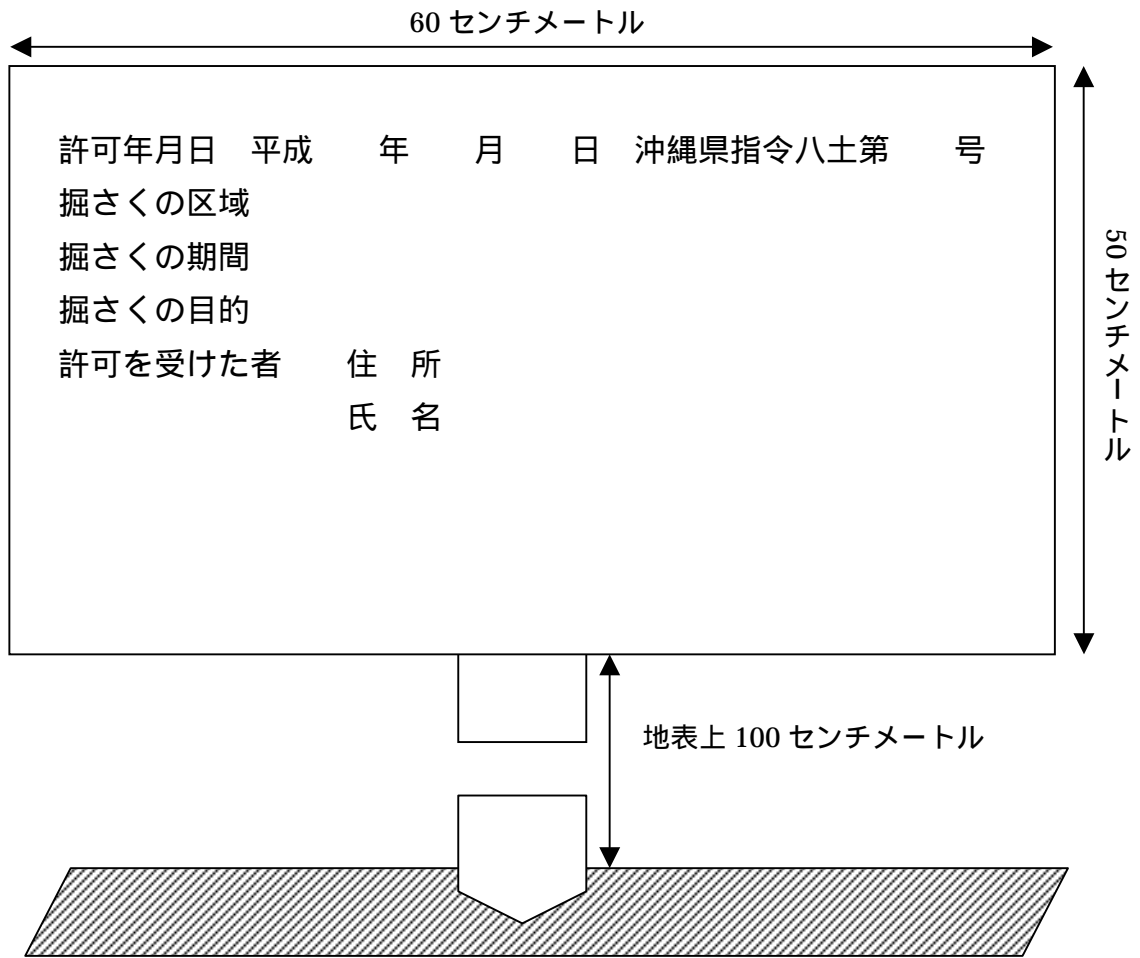 60 センチメートル
許可年月日　平成　　年　　月　　日　沖縄県指令八土第　　号
掘さくの区域
掘さくの期間
掘さくの目的
許可を受けた者　　住　所
氏　名
50 センチメートル
地表上 100 センチメートル